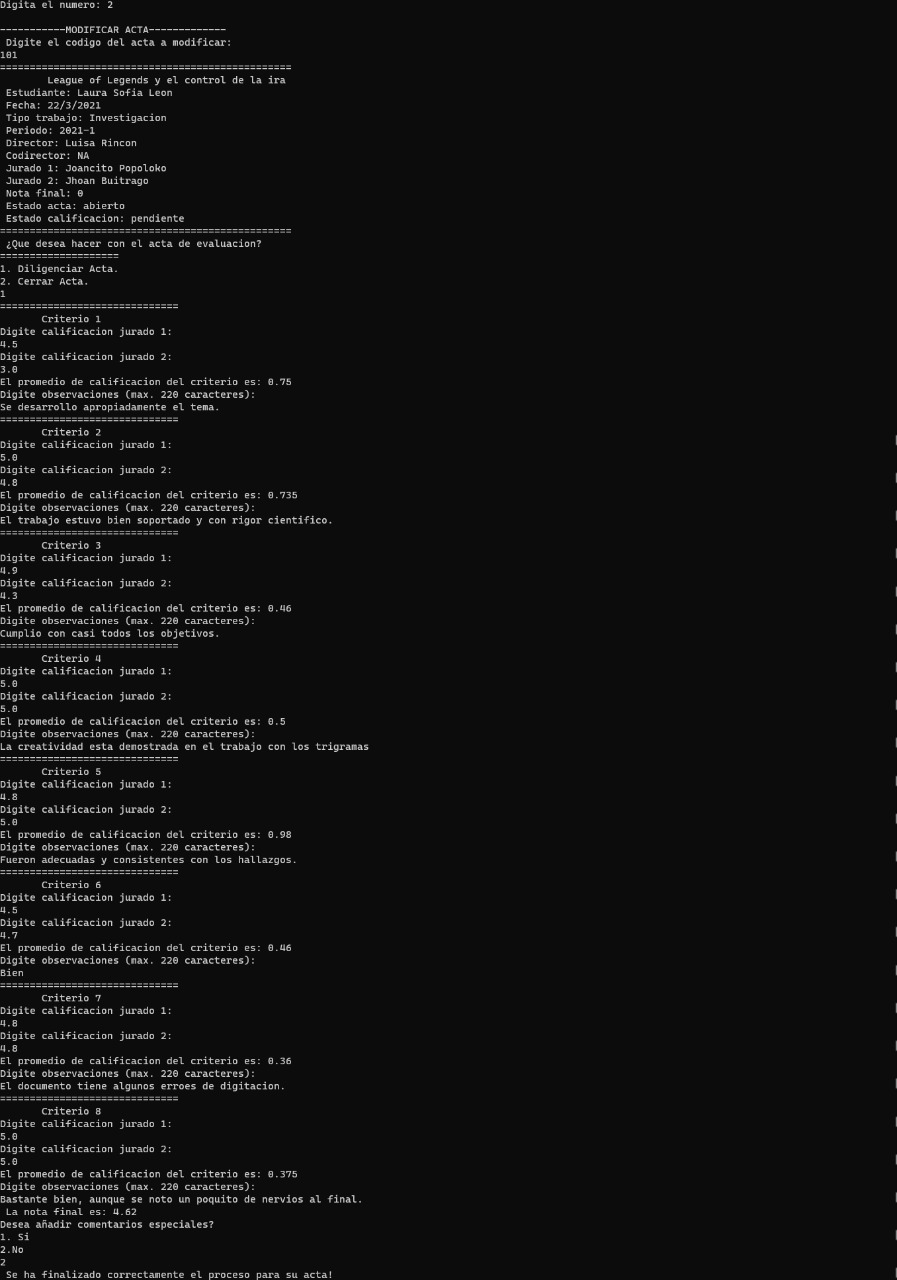 Digita el numero: 2
-----------MODIFICAR ACTA-------------
Digite el codigo del acta a modificar:
101
=================================================
League of Legends y el control de la ira
Estudiante: Laura Sofia Leon
Fecha: 22/3/2021
Tipo trabajo: Investigacion
Periodo: 2021-1
Director: Luisa Rincon
Codirector: NA
Jurado 1: Joancito Popoloko
Jurado 2: Jhoan Buitrago
Nota final: 0
Estado acta: abierto
Estado calificacion: pendiente
=================================================
¿Que desea hacer con el acta de evaluacion?
====================
1. Diligenciar Acta.
2. Cerrar Acta.
1
==============================
Criterio 1
Digite calificacion jurado 1:
4.5
Digite calificacion jurado 2:
3.0
El promedio de calificacion del criterio es: 0.75
Digite observaciones (max. 220 caracteres):
Se desarrollo apropiadamente el tema.
==============================
Criterio 2
Digite calificacion jurado 1:
5.0
Digite calificacion jurado 2:
4.8
El promedio de calificacion del criterio es: 0.735
Digite observaciones (max. 220 caracteres):
El trabajo estuvo bien soportado y con rigor cientifico.
==============================
Criterio 3
Digite calificacion jurado 1:
4.9
Digite calificacion jurado 2:
4.3
El promedio de calificacion del criterio es: 0.46
Digite observaciones (max. 220 caracteres):
Cumplio con casi todos los objetivos.
==============================
Criterio 4
Digite calificacion jurado 1:
5.0
Digite calificacion jurado 2:
5.0
El promedio de calificacion del criterio es: 0.5
Digite observaciones (max. 220 caracteres):
La creatividad esta demostrada en el trabajo con los trigramas
==============================
Criterio 5
Digite calificacion jurado 1:
4.8
Digite calificacion jurado 2:
5.0
El promedio de calificacion del criterio es: 0.98
Digite observaciones (max. 220 caracteres):
Fueron adecuadas y consistentes con los hallazgos.
==============================
Criterio 6
Digite calificacion jurado 1:
4.5
Digite calificacion jurado 2:
4.7
El promedio de calificacion del criterio es: 0.46
Digite observaciones (max. 220 caracteres):
Bien
==============================
Criterio 7
Digite calificacion jurado 1:
4.8
Digite calificacion jurado 2:
4.8
El promedio de calificacion del criterio es: 0.36
Digite observaciones (max. 220 caracteres):
El documento tiene algunos erroes de digitacion.
==============================
Criterio 8
Digite calificacion jurado 1:
5.0
Digite calificacion jurado 2:
5.0
El promedio de calificacion del criterio es: 0.375
Digite observaciones (max. 220 caracteres):
Bastante bien, aunque se noto un poquito de nervios al final.
La nota final es: 4.62
Desea añadir comentarios especiales?
1. Si
2.No
2
Se ha finalizado correctamente el proceso para su acta!